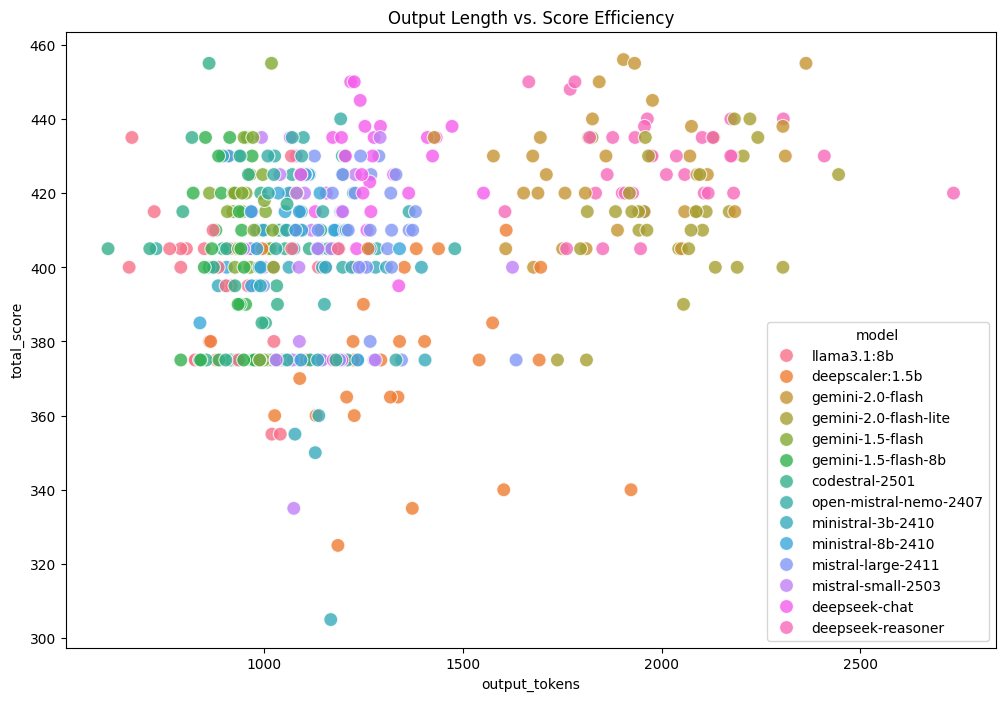 Output Length vs. Score Efficiency
460
440
420
400
380
360
340
320
300
total_score
1000
1500
2000
2500
output_tokens
model
llama3.1:8b
deepscaler:1.5b
gemini-2.0-flash
gemini-2.0-flash-lite
gemini-1.5-flash
gemini-1.5-flash-8b
codestral-2501
open-mistral-nemo-2407
ministral-3b-2410
ministral-8b-2410
mistral-large-2411
mistral-small-2503
deepseek-chat
deepseek-reasoner